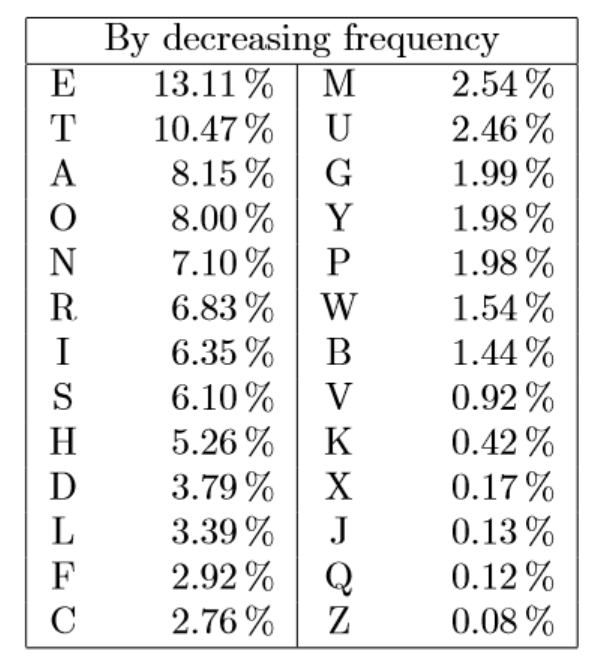 By decreasing frequency
E 13.11 % M 2.54 %
T 10.47 % U 2.46 %
A 8.15 % G 1.99 %
O 8.00 % Y 1.98 %
N 7.10 % P 1.98 %
R 6.83 % W 1.54 %
I 6.35 % B 1.44 %
S 6.10 % V 0.92 %
H 5.26 % K 0.42 %
D 3.79 % X 0.17 %
L 3.39 % J 0.13 %
F 2.92 % Q 0.12 %
C 2.76 % Z 0.08 %